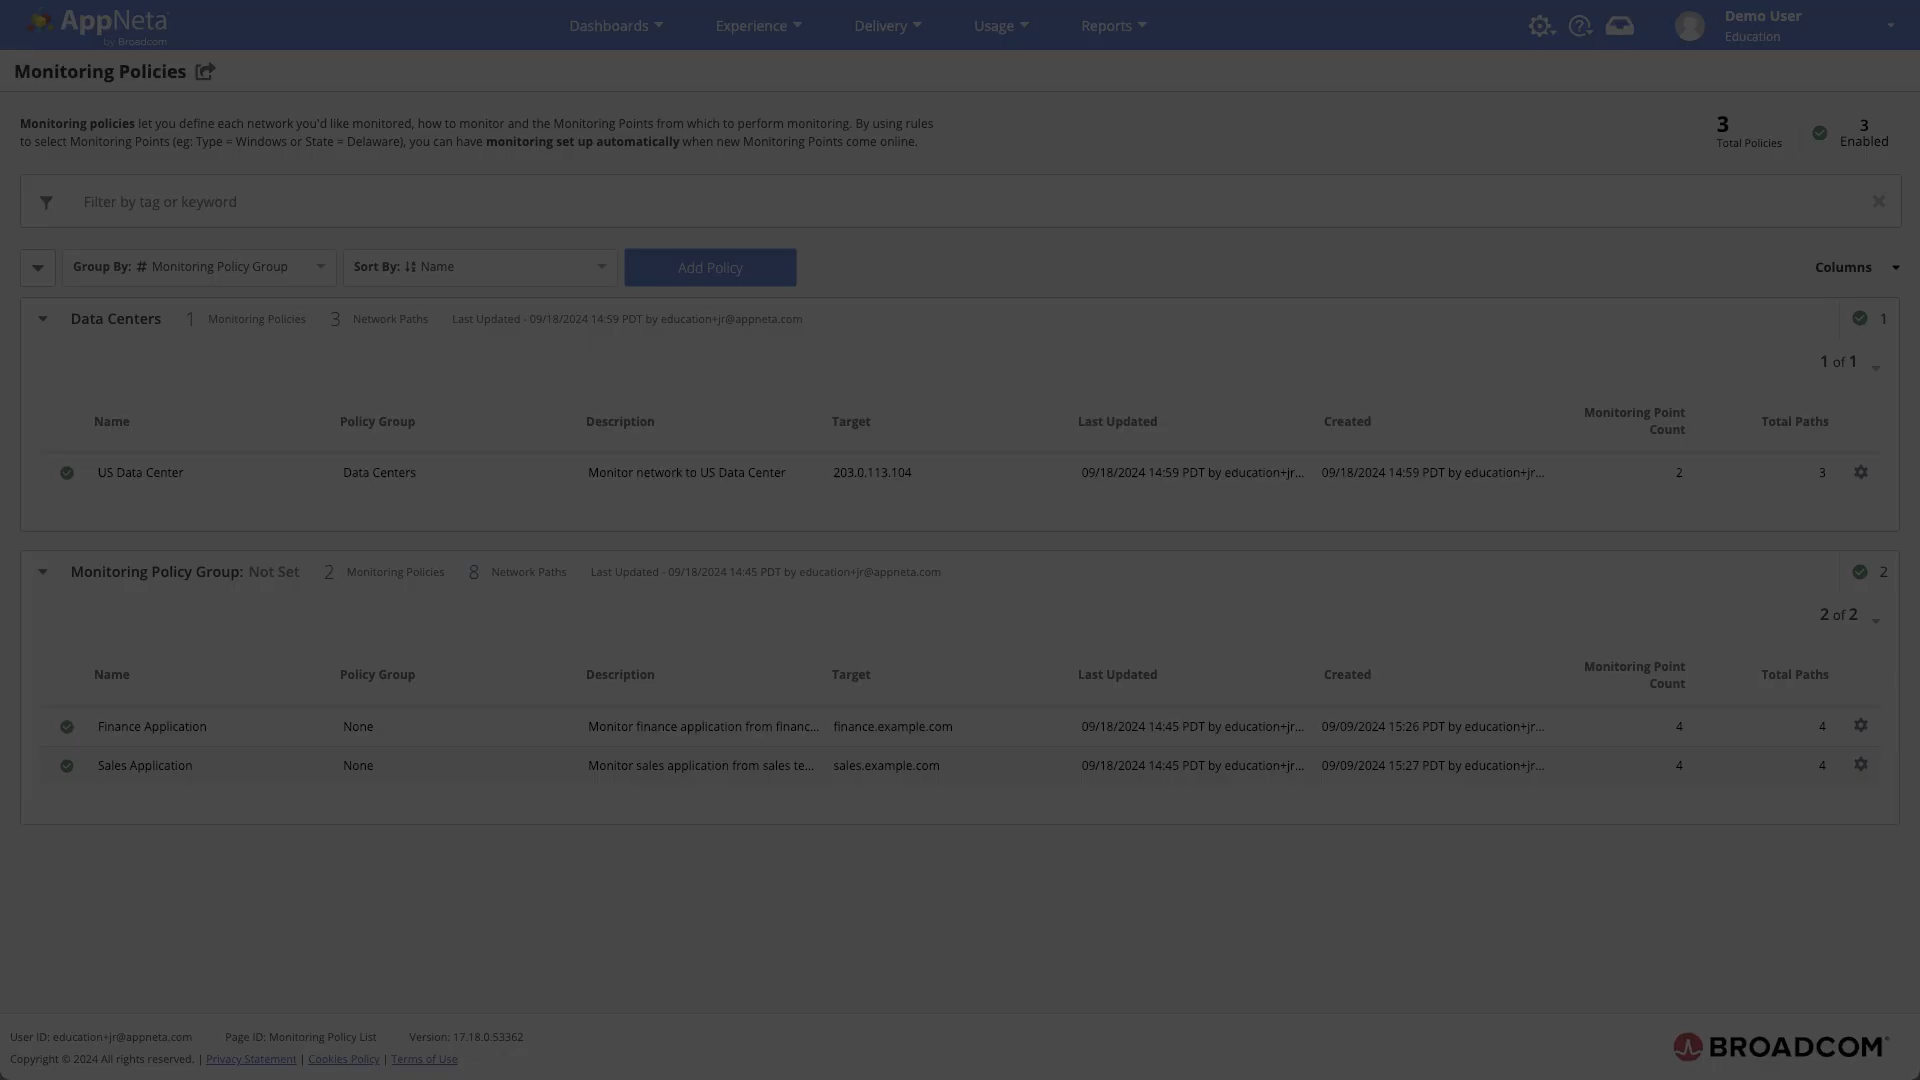 AppNeta
by Broadcom
Dashboards
Experience
Delivery
Usage
Reports
Demo User
Education
Monitoring Policies
Monitoring policies let you define each network you'd like monitored, how to monitor and the Monitoring Points from which to perform monitoring. By using rules
to select Monitoring Points (eg: Type = Windows or State = Delaware), you can have monitoring set up automatically when new Monitoring Points come online.
3
Total Policies
3
Enabled
Filter by tag or keyword
Group By: # Monitoring Policy Group
Sort By: Name
Add Policy
Columns
Data Centers 1 Monitoring Policies 3 Network Paths Last Updated - 09/18/2024 14:59 PDT by education+jr@appneta.com 1
1 of 1
Name Policy Group Description Target Last Updated Created Monitoring Point Count Total Paths
US Data Center Data Centers Monitor network to US Data Center 203.0.113.104 09/18/2024 14:59 PDT by education+jr... 09/18/2024 14:59 PDT by education+jr... 2 3
Monitoring Policy Group: Not Set 2 Monitoring Policies 8 Network Paths Last Updated - 09/18/2024 14:45 PDT by education+jr@appneta.com 2
2 of 2
Name Policy Group Description Target Last Updated Created Monitoring Point Count Total Paths
Finance Application None Monitor finance application from financ... finance.example.com 09/18/2024 14:45 PDT by education+jr... 09/09/2024 15:26 PDT by education+jr... 4 4
Sales Application None Monitor sales application from sales te... sales.example.com 09/18/2024 14:45 PDT by education+jr... 09/09/2024 15:27 PDT by education+jr... 4 4
User ID: education+jr@appneta.com Page ID: Monitoring Policy List Version: 17.18.0.53362
Copyright © 2024 All rights reserved. | Privacy Statement | Cookies Policy | Terms of Use
BROADCOM